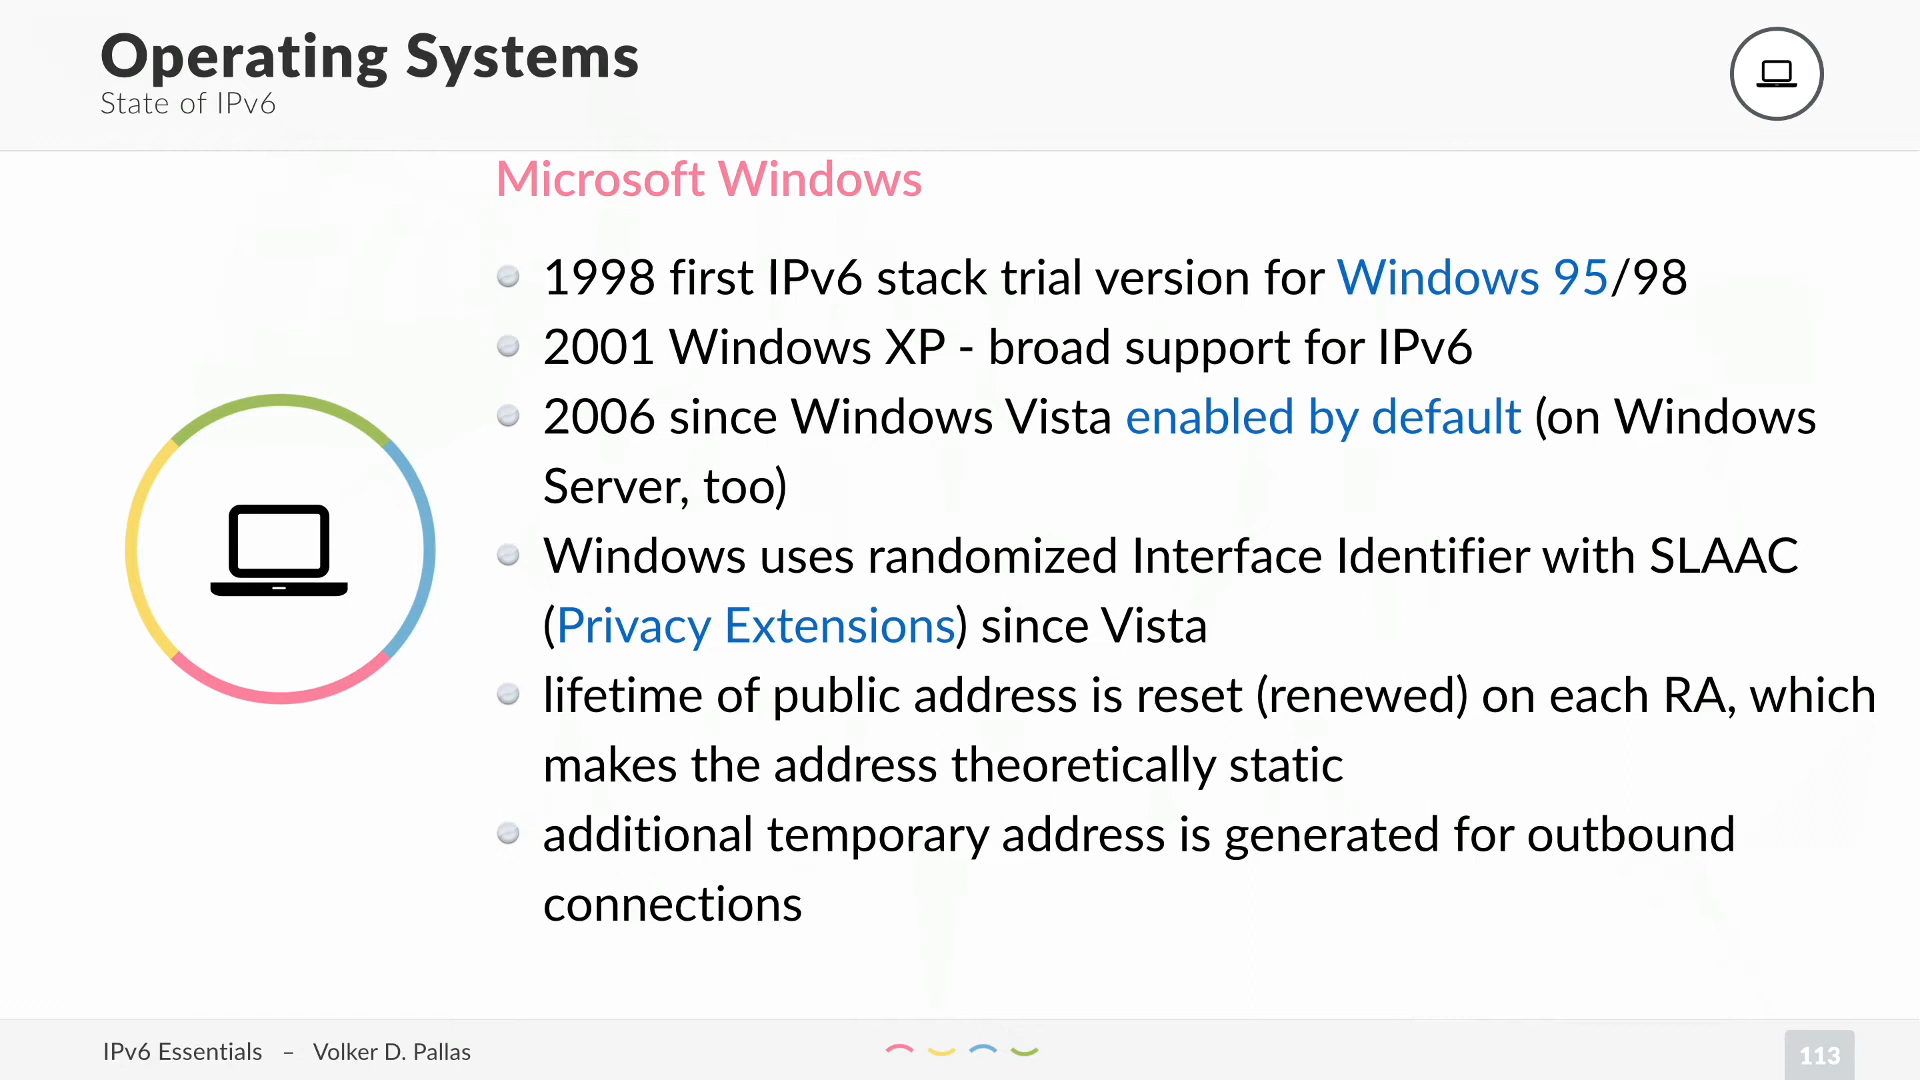 Operating Systems
State of IPv6
Microsoft Windows
1998 first IPv6 stack trial version for Windows 95/98
2001 Windows XP - broad support for IPv6
2006 since Windows Vista enabled by default (on Windows
Server, too)
Windows uses randomized Interface Identifier with SLAAC
(Privacy Extensions) since Vista
lifetime of public address is reset (renewed) on each RA, which
makes the address theoretically static
additional temporary address is generated for outbound
connections
IPv6 Essentials – Volker D. Pallas
113